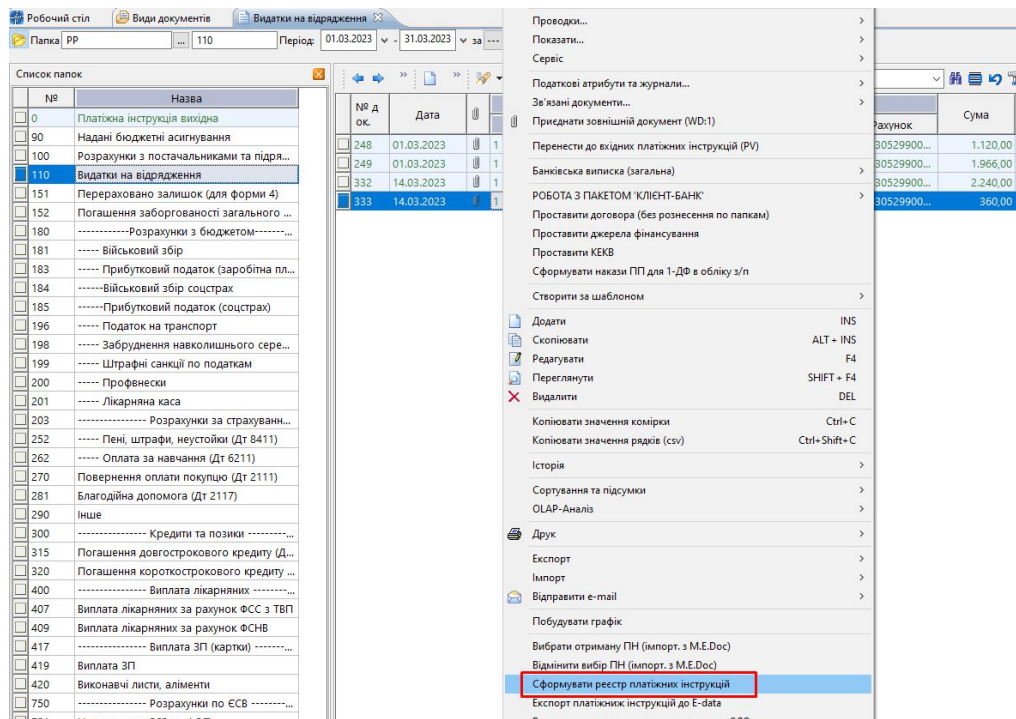 Робочий стіл
Види документів
Видатки на відрядження
Папка PP ... 110 Період: 01.03.2023 - 31.03.2023 за ---
Список папок
№ Назва
0 Платіжна інструкція вихідна
90 Надані бюджетні асигнування
100 Розрахунки з постачальниками та підря...
110 Видатки на відрядження
151 Перераховано залишок (для форми 4)
152 Погашення заборгованості загального ...
180 ------------Розрахунки з бюджетом-------...
181 ----- Військовий збір
183 ----- Прибутковий податок (заробітна пл...
184 ------Військовий збір соцстрах)
185 ------Прибутковий податок (соцстрах)
196 ----- Податок на транспорт
198 ----- Забруднення навколишнього сере...
199 ----- Штрафні санкції по податкам
200 ----- Профвнески
201 ----- Лікарняна каса
203 ---------------- Розрахунки за страхуванн...
252 ----- Пені, штрафи, неустойки (Дт 8411)
262 ----- Оплата за навчання (Дт 6211)
270 Повернення оплати покупцю (Дт 2111)
281 Благодійна допомога (Дт 2117)
290 Інше
300 ---------------- Кредити та позики ---------...
315 Погашення довгострокового кредиту (Д...
320 Погашення короткострокового кредиту ...
400 ---------------- Виплата лікарняних --------...
407 Виплата лікарняних за рахунок ФСС з ТВП
409 Виплата лікарняних за рахунок ФСНВ
417 ---------------- Виплата ЗП (картки) -------...
419 Виплата ЗП
420 Виконавчі листи, аліменти
750 ---------------- Розрахунки по ЄСВ --------...
№ д
ок.
Дата
Рахунок
Сума
248 01.03.2023 1 30529900... 1.120,00
249 01.03.2023 1 30529900... 1.966,00
332 14.03.2023 1 30529900... 2.240,00
333 14.03.2023 1 30529900... 360,00
Проводки...
Показати...
Сервіс
Податкові атрибути та журнали...
Зв'язані документи...
Приєднати зовнішній документ (WD:1)
Перенести до вхідних платіжних інструкцій (PV)
Банківська виписка (загальна)
РОБОТА З ПАКЕТОМ 'КЛІЄНТ-БАНК'
Проставити договора (без рознесення по папкам)
Проставити джерела фінансування
Проставити КЕКВ
Сформувати накази ПП для 1-ДФ в обліку з/п
Створити за шаблоном
Додати INS
Скопіювати ALT + INS
Редагувати F4
Переглянути SHIFT + F4
Видалити DEL
Копіювати значення комірки Ctrl+C
Копіювати значення рядків (csv) Ctrl+Shift+C
Історія
Сортування та підсумки
OLAP-Аналіз
Друк
Експорт
Імпорт
Відправити e-mail
Побудувати графік
Вибрати отриману ПН (імпорт. з M.E.Doc)
Відмінити вибір ПН (імпорт. з M.E.Doc)
Сформувати реєстр платіжних інструкцій
Експорт платіжниж інструкцій до E-data